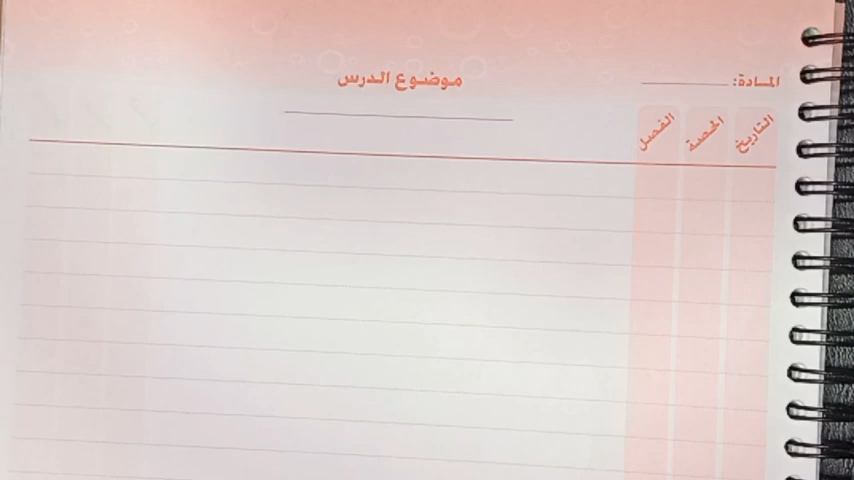 المادة:
موضوع الدرس
التاريخ
الحصة
الفصل